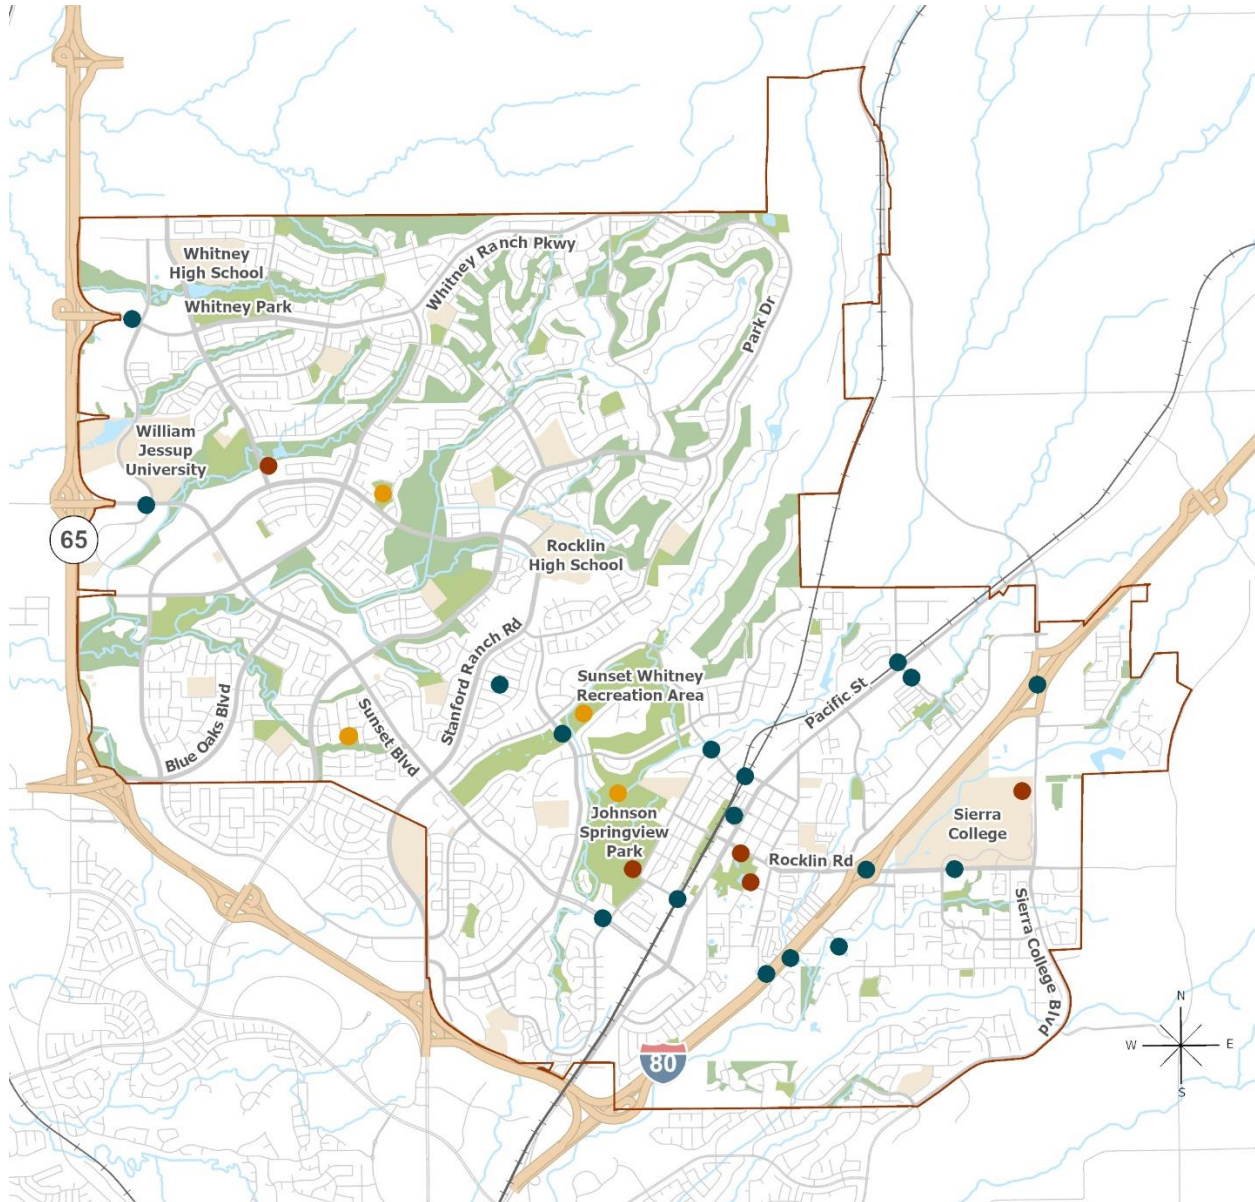 Whitney
High School
Whitney Ranch Pkwy
Whitney Park
Park Dr
William
Jessup
University
65
Rocklin
High School
Stanford Ranch Rd
Sunset Whitney
Recreation Area
Pacific St
Blue Oaks Blvd
Sunset Blvd
Johnson
Springview
Park
Sierra
College
Rocklin Rd
Sierra College Blvd
80
N
W
E
S